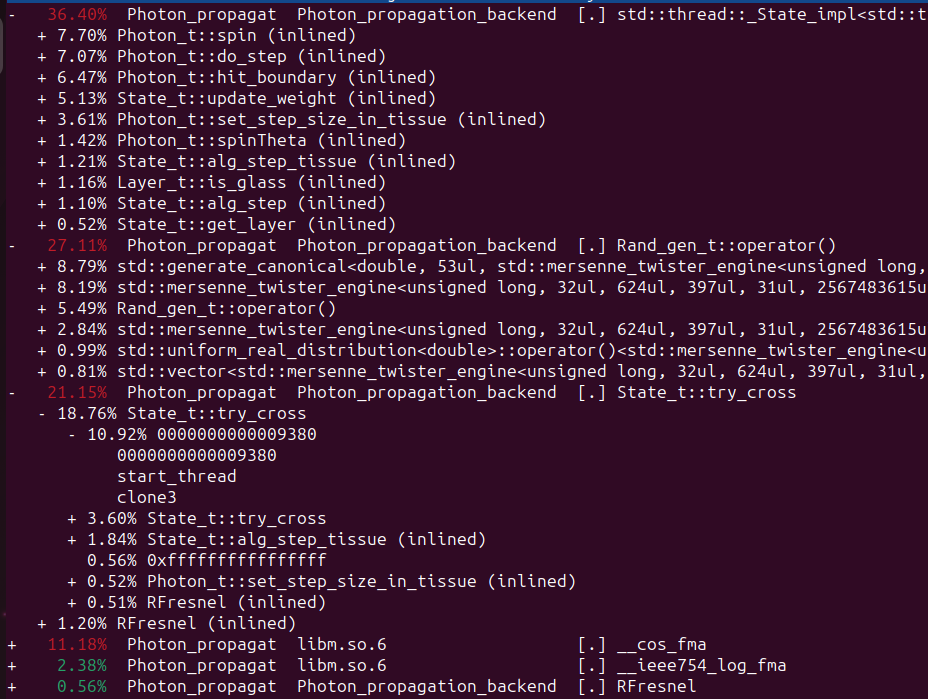 - 36.40% Photon_propagat Photon_propagation_backend [.] std::thread::_State_impl<std::t
+ 7.70% Photon_t::spin (inlined)
+ 7.07% Photon_t::do_step (inlined)
+ 6.47% Photon_t::hit_boundary (inlined)
+ 5.13% State_t::update_weight (inlined)
+ 3.61% Photon_t::set_step_size_in_tissue (inlined)
+ 1.42% Photon_t::spinTheta (inlined)
+ 1.21% State_t::alg_step_tissue (inlined)
+ 1.16% Layer_t::is_glass (inlined)
+ 1.10% State_t::alg_step (inlined)
+ 0.52% State_t::get_layer (inlined)
- 27.11% Photon_propagat Photon_propagation_backend [.] Rand_gen_t::operator()
+ 8.79% std::generate_canonical<double, 53ul, std::mersenne_twister_engine<unsigned long,
+ 8.19% std::mersenne_twister_engine<unsigned long, 32ul, 624ul, 397ul, 31ul, 2567483615u
+ 5.49% Rand_gen_t::operator()
+ 2.84% std::mersenne_twister_engine<unsigned long, 32ul, 624ul, 397ul, 31ul, 2567483615u
+ 0.99% std::uniform_real_distribution<double>::operator()<std::mersenne_twister_engine<u
+ 0.81% std::vector<std::mersenne_twister_engine<unsigned long, 32ul, 624ul, 397ul, 31ul,
- 21.15% Photon_propagat Photon_propagation_backend [.] State_t::try_cross
- 18.76% State_t::try_cross
- 10.92% 0000000000009380
0000000000009380
start_thread
clone3
+ 3.60% State_t::try_cross
+ 1.84% State_t::alg_step_tissue (inlined)
0.56% 0xffffffffffffffff
+ 0.52% Photon_t::set_step_size_in_tissue (inlined)
+ 0.51% RFresnel (inlined)
+ 1.20% RFresnel (inlined)
+ 11.18% Photon_propagat libm.so.6 [.] __cos_fma
+ 2.38% Photon_propagat libm.so.6 [.] __ieee754_log_fma
+ 0.56% Photon_propagat Photon_propagation_backend [.] RFresnel